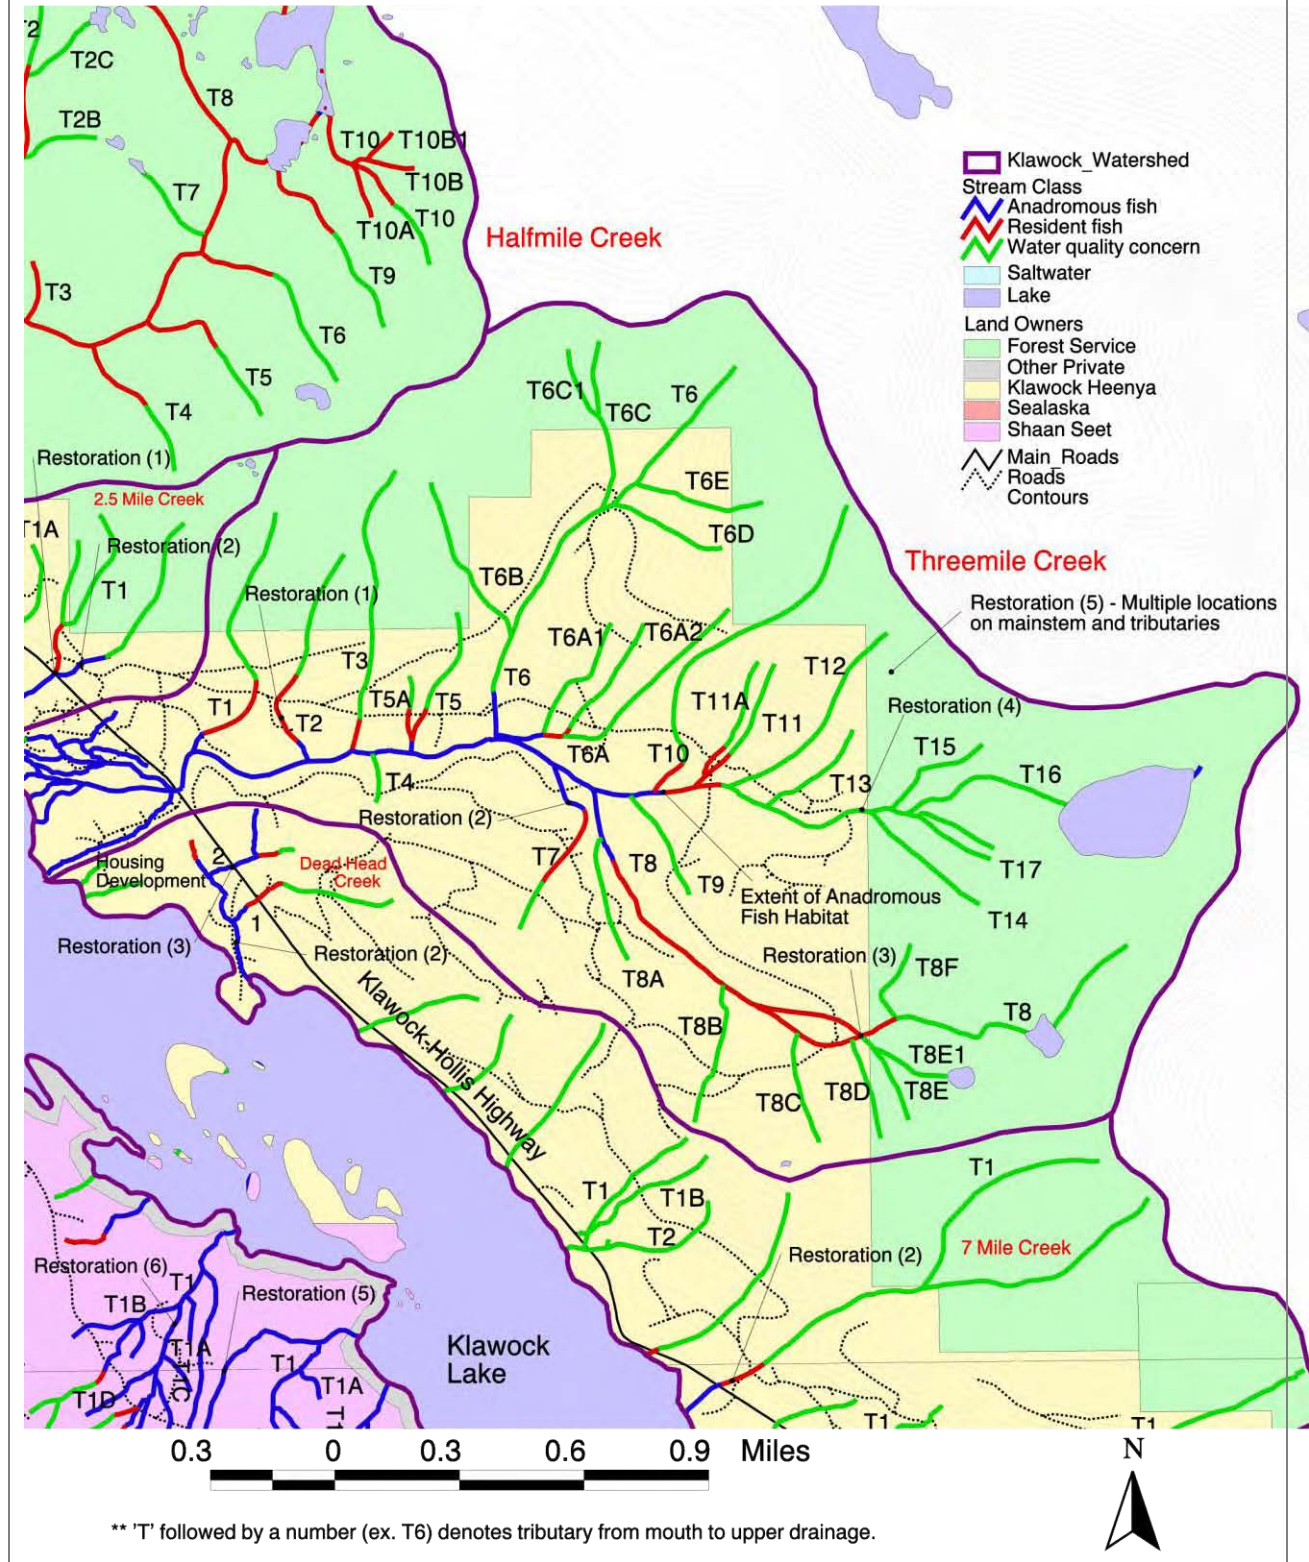 T2
T2C
T8
T2B
T10
T10B1
T10B
T7
T10
T10A
T9
T3
T6
T5
T4
Halfmile Creek
Klawock_Watershed
Stream Class
Anadromous fish
Resident fish
Water quality concern
Saltwater
Lake
Land Owners
Forest Service
Other Private
Klawock Heenya
Sealaska
Shaan Seet
Main_Roads
Roads
Contours
Restoration (1)
2.5 Mile Creek
T1A
Restoration (2)
T1
Restoration (1)
T6C1
T6C
T6
T6E
T6D
T6B
Threemile Creek
Restoration (5) - Multiple locations
on mainstem and tributaries
T6A1
T6A2
T3
T12
T6
T5A
T5
T1
T2
T11A
T11
Restoration (4)
T6A
T10
T15
T16
T4
T13
Restoration (2)
T7
T8
T9
T17
T14
Extent of Anadromous
Fish Habitat
Housing
Development
2
Dead Head
Creek
1
Restoration (3)
Restoration (2)
Restoration (3)
T8A
T8F
T8B
T8
T8E1
T8E
T8D
T8C
Klawock-Hollis Highway
T1
T1B
T2
T1
7 Mile Creek
Restoration (2)
Restoration (6)
T1
Restoration (5)
T1B
T1A
T1C
T1
T1A
T1D
T1
Klawock
Lake
T1
T1
0.3 0 0.3 0.6 0.9 Miles
N
** 'T' followed by a number (ex. T6) denotes tributary from mouth to upper drainage.